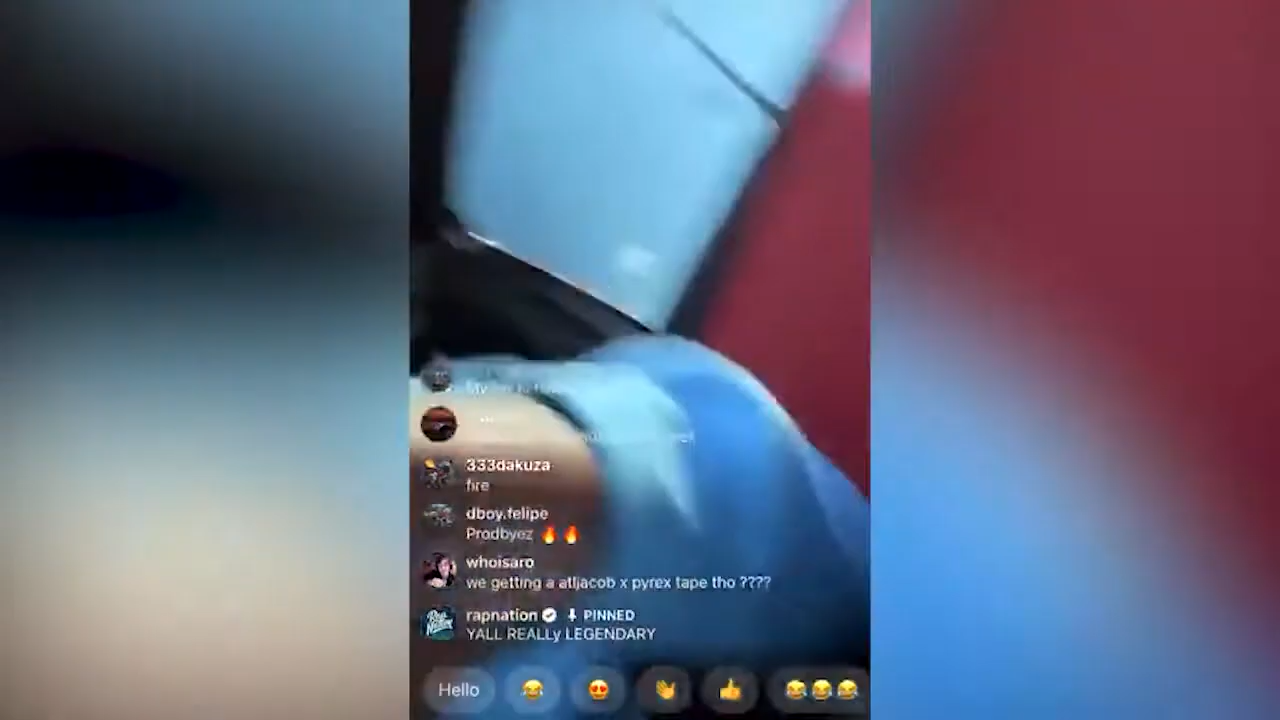 333dakuza
fire
dboy.felipe
Prodbyez 🔥🔥
whoisaro
we getting a atljacob x pyrex tape tho ????
rapnation PINNED
YALL REALLy LEGENDARY
Hello